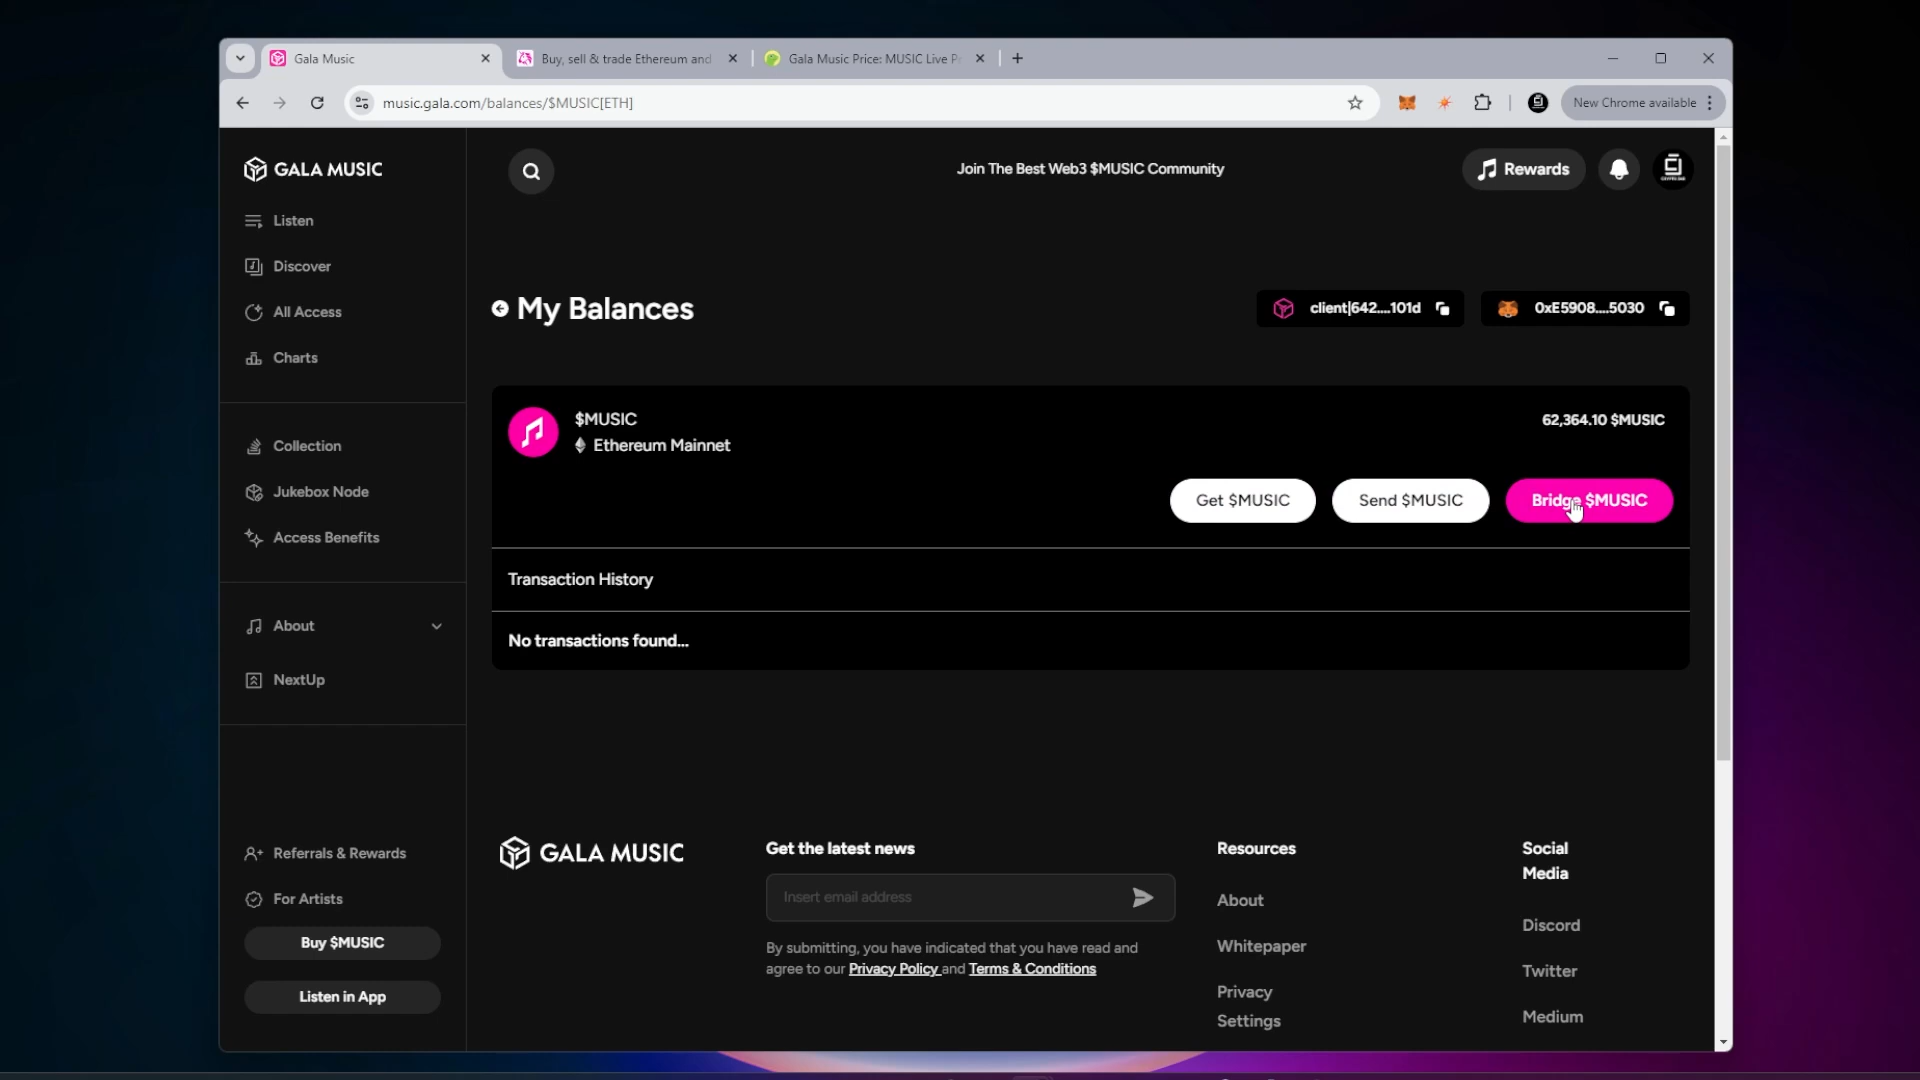 Gala Music
Buy, sell & trade Ethereum and
Gala Music Price: MUSIC Live P
music.gala.com/balances/$MUSIC[ETH]
New Chrome available
GALA MUSIC
Join The Best Web3 $MUSIC Community
Rewards
Listen
Discover
All Access
Charts
Collection
Jukebox Node
Access Benefits
About
NextUp
Referrals & Rewards
For Artists
Buy $MUSIC
Listen in App
My Balances
client|642....101d
0xE5908....5030
$MUSIC
Ethereum Mainnet
62,364.10 $MUSIC
Get $MUSIC
Send $MUSIC
Bridge $MUSIC
Transaction History
No transactions found...
GALA MUSIC
Get the latest news
Insert email address
By submitting, you have indicated that you have read and
agree to our Privacy Policy and Terms & Conditions
Resources
About
Whitepaper
Privacy
Settings
Social
Media
Discord
Twitter
Medium